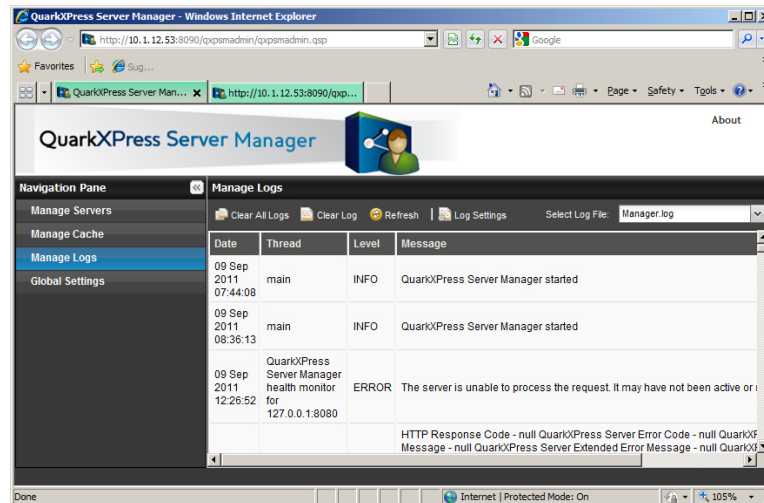 QuarkXPress Server Manager - Windows Internet Explorer
http://10.1.12.53:8090/qxpsmadmin/qxpsmadmin.qsp
Google
Favorites
Sug...
QuarkXPress Server Man...
http://10.1.12.53:8090/qxp...
Page
Safety
Tools
About
QuarkXPress Server Manager
Navigation Pane
Manage Servers
Manage Cache
Manage Logs
Global Settings
Manage Logs
Clear All Logs
Clear Log
Refresh
Log Settings
Select Log File:
Manager.log
Date Thread Level Message
09 Sep 2011 07:44:08 main INFO QuarkXPress Server Manager started
09 Sep 2011 08:36:13 main INFO QuarkXPress Server Manager started
09 Sep 2011 12:26:52 QuarkXPress Server Manager health monitor for 127.0.0.1:8080 ERROR The server is unable to process the request. It may have not been active or
HTTP Response Code - null QuarkXPress Server Error Code - null QuarkXP
Message - null QuarkXPress Server Extended Error Message - null QuarkX
Done
Internet | Protected Mode: On
105%